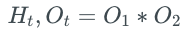 H_t, O_t = O_1 * O_2